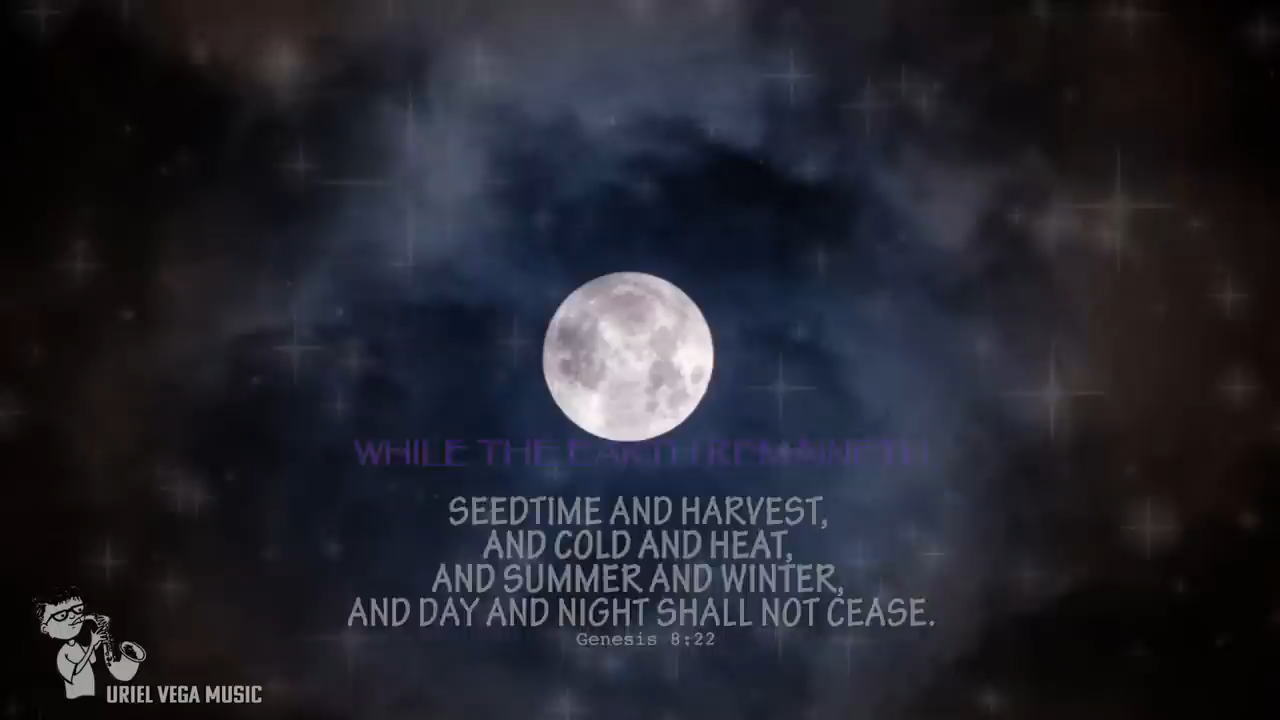 WHILE THE EARTH REMAINETH
SEEDTIME AND HARVEST,
AND COLD AND HEAT,
AND SUMMER AND WINTER,
AND DAY AND NIGHT SHALL NOT CEASE.
Genesis 8:22
URIEL VEGA MUSIC